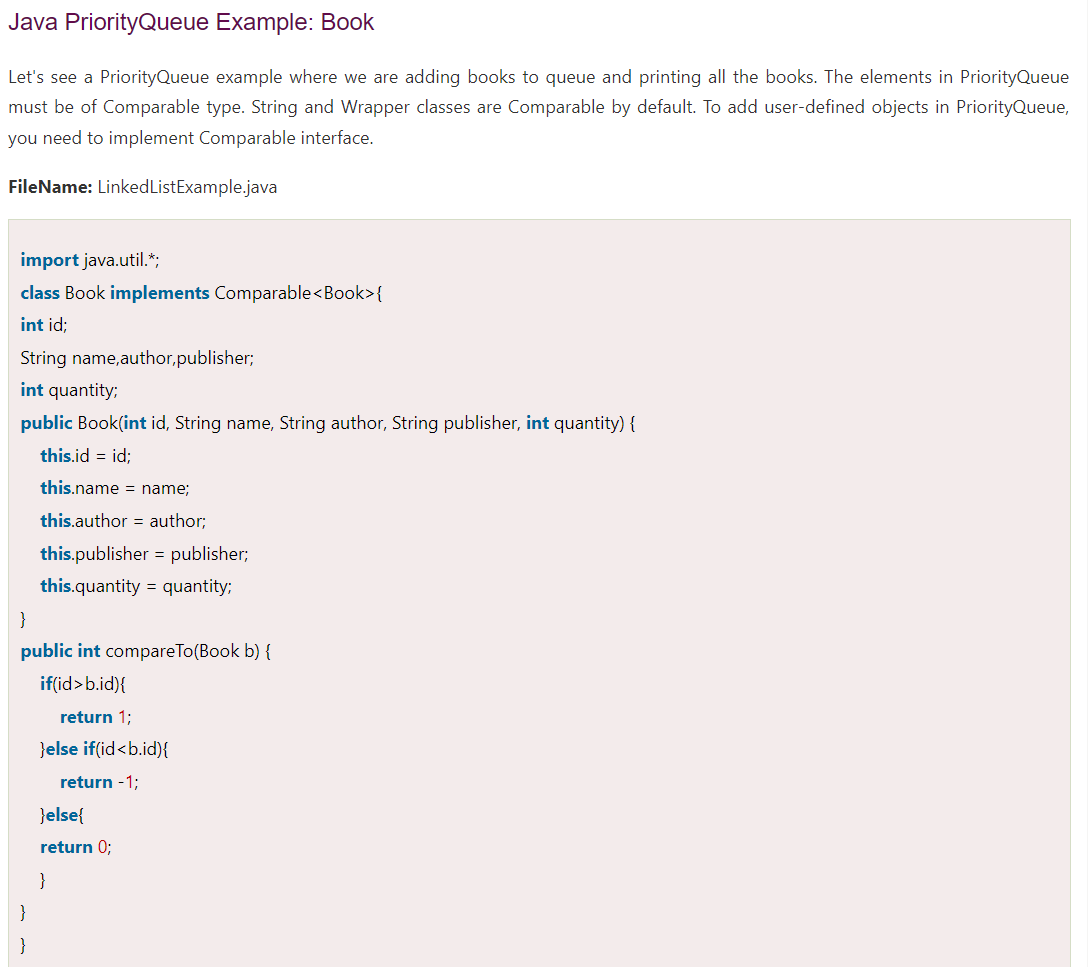 Java PriorityQueue Example: Book
Let's see a PriorityQueue example where we are adding books to queue and printing all the books. The elements in PriorityQueue
must be of Comparable type. String and Wrapper classes are Comparable by default. To add user-defined objects in PriorityQueue,
you need to implement Comparable interface.
FileName: LinkedListExample.java
import java.util.*;
class Book implements Comparable<Book>{
int id;
String name,author,publisher;
int quantity;
public Book(int id, String name, String author, String publisher, int quantity) {
    this.id = id;
    this.name = name;
    this.author = author;
    this.publisher = publisher;
    this.quantity = quantity;
}
public int compareTo(Book b) {
    if(id>b.id){
        return 1;
    }else if(id<b.id){
        return -1;
    }else{
    return 0;
    }
}
}